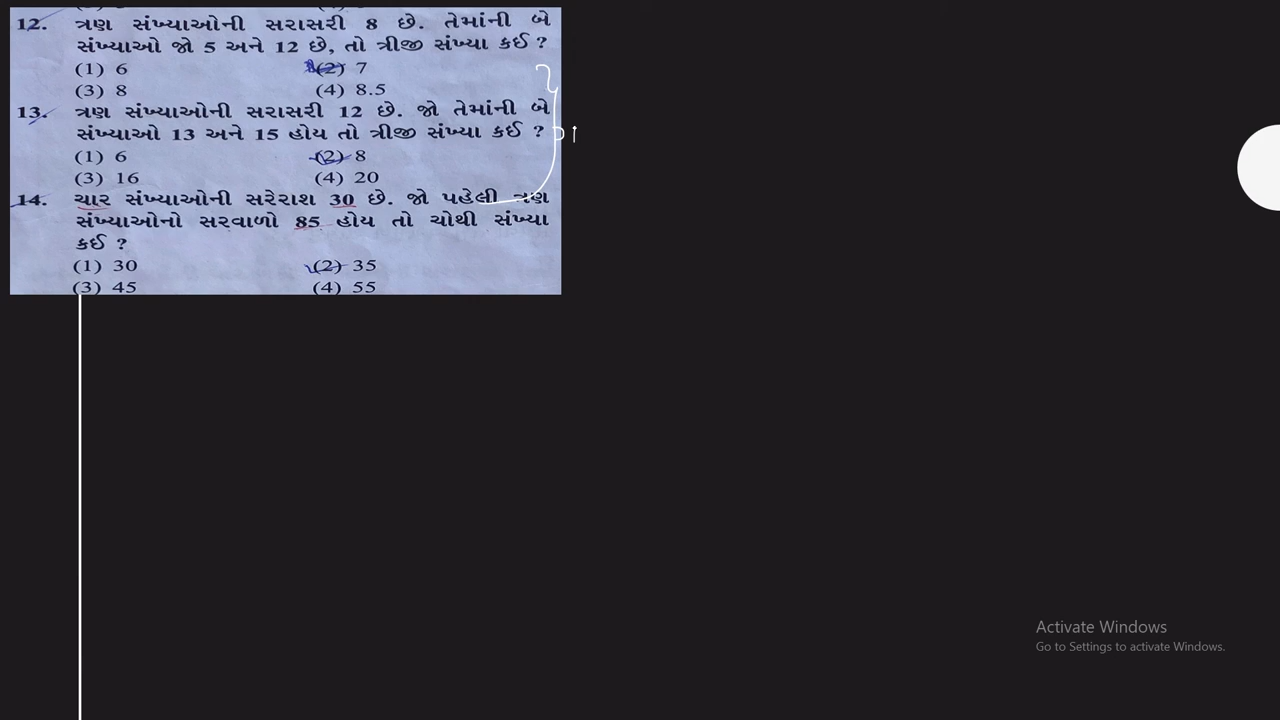 12. ત્રણ સંખ્યાઓની સરાસરી 8 છે. તેમાંની બે
સંખ્યાઓ જો 5 અને 12 છે, તો ત્રીજી સંખ્યા કઈ ?
(1) 6 (2) 7
(3) 8 (4) 8.5
13. ત્રણ સંખ્યાઓની સરાસરી 12 છે. જો તેમાંની બે
સંખ્યાઓ 13 અને 15 હોય તો ત્રીજી સંખ્યા કઈ ?
(1) 6 (2) 8
(3) 16 (4) 20
14. ચાર સંખ્યાઓની સરેરાશ 30 છે. જો પહેલી ત્રણ
સંખ્યાઓનો સરવાળો 85 હોય તો ચોથી સંખ્યા
કઈ ?
(1) 30 (2) 35
(3) 45 (4) 55
Activate Windows
Go to Settings to activate Windows.